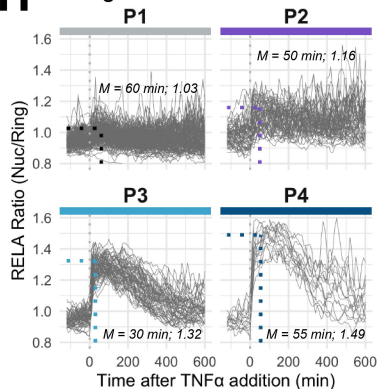 P1 P2
1.6
M = 50 min; 1.16
1.4
M = 60 min; 1.03
1.2
1.0
0.8
P3 P4
1.6
1.4
1.2
1.0
0.8
M = 30 min; 1.32 M = 55 min; 1.49
0 200 400 600 0 200 400 600
Time after TNFα addition (min)
RELA Ratio (Nuc/Ring)